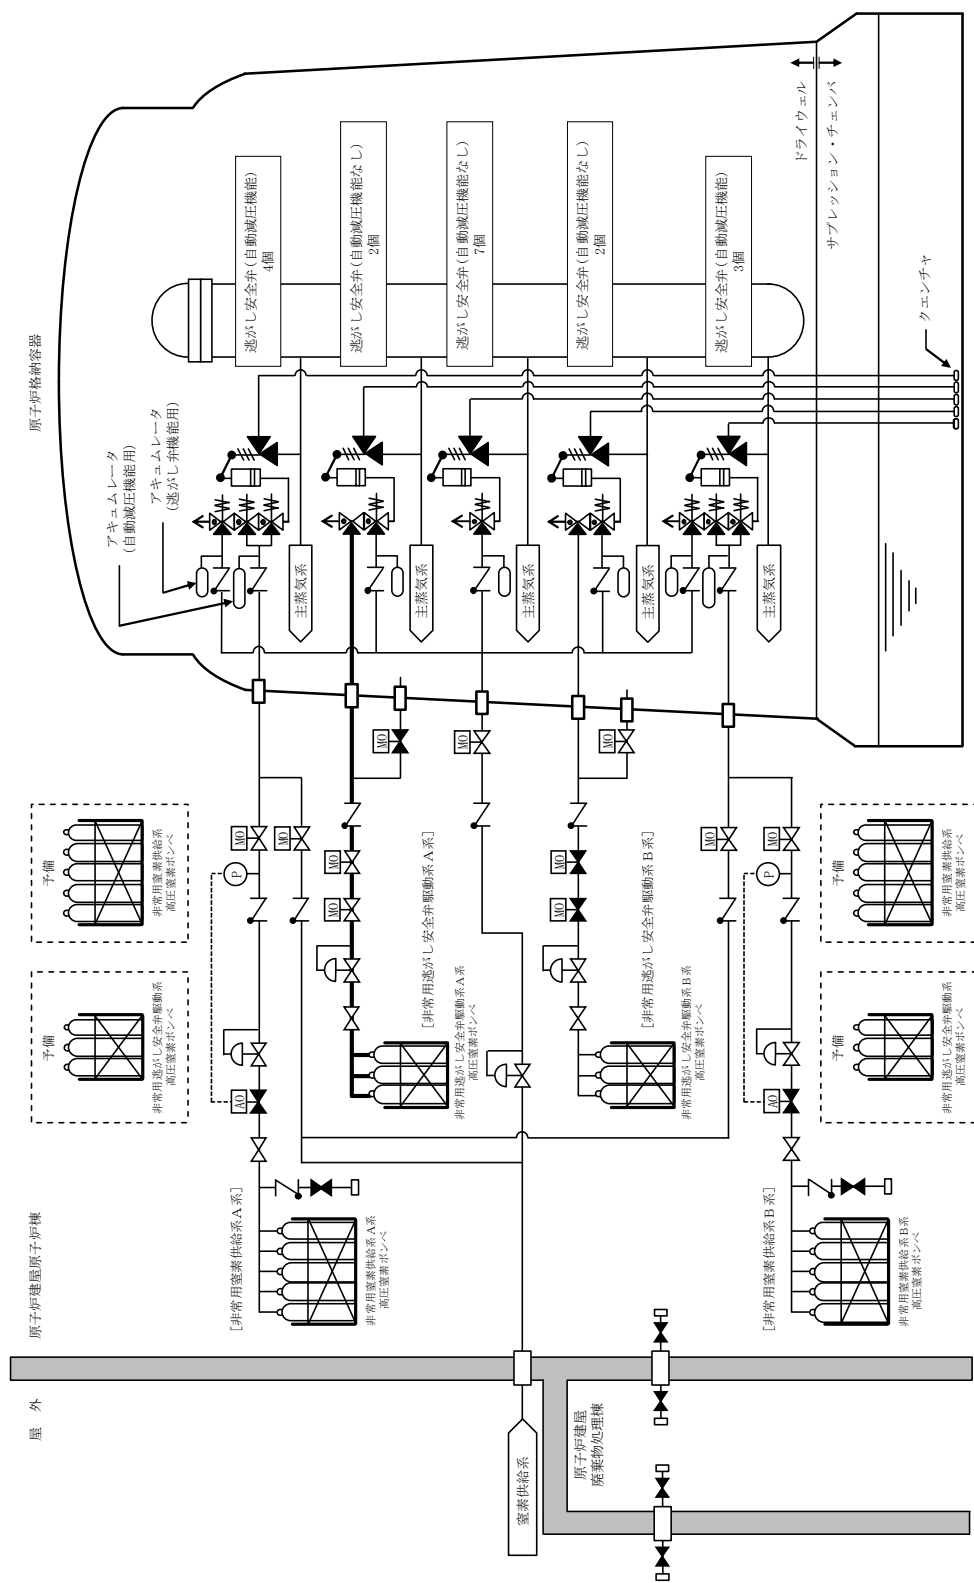 原子炉格納容器
アキュムレータ
(自動減圧機能用)
アキュムレータ
(逃がし弁機能用)
逃がし安全弁(自動減圧機能)
4個
逃がし安全弁(自動減圧機能なし)
2個
逃がし安全弁(自動減圧機能なし)
7個
逃がし安全弁(自動減圧機能なし)
2個
逃がし安全弁(自動減圧機能)
3個
ドライウェル
サプレッション・チェンバ
クエンチャ
主蒸気系
主蒸気系
主蒸気系
主蒸気系
主蒸気系
MO
MO
MO
MO
MO
MO
MO
MO
MO
MO
MO
P
P
予備
非常用窒素供給系
高圧窒素ボンベ
予備
非常用逃がし安全弁駆動系
高圧窒素ボンベ
[非常用逃がし安全弁駆動系A系]
非常用逃がし安全弁駆動系A系
高圧窒素ボンベ
[非常用逃がし安全弁駆動系B系]
非常用逃がし安全弁駆動系B系
高圧窒素ボンベ
予備
非常用窒素供給系
高圧窒素ボンベ
予備
非常用逃がし安全弁駆動系
高圧窒素ボンベ
AO
AO
原子炉建屋原子炉棟
[非常用窒素供給系A系]
非常用窒素供給系A系
高圧窒素ボンベ
[非常用窒素供給系B系]
非常用窒素供給系B系
高圧窒素ボンベ
屋 外
窒素供給系
原子炉建屋
廃棄物処理棟